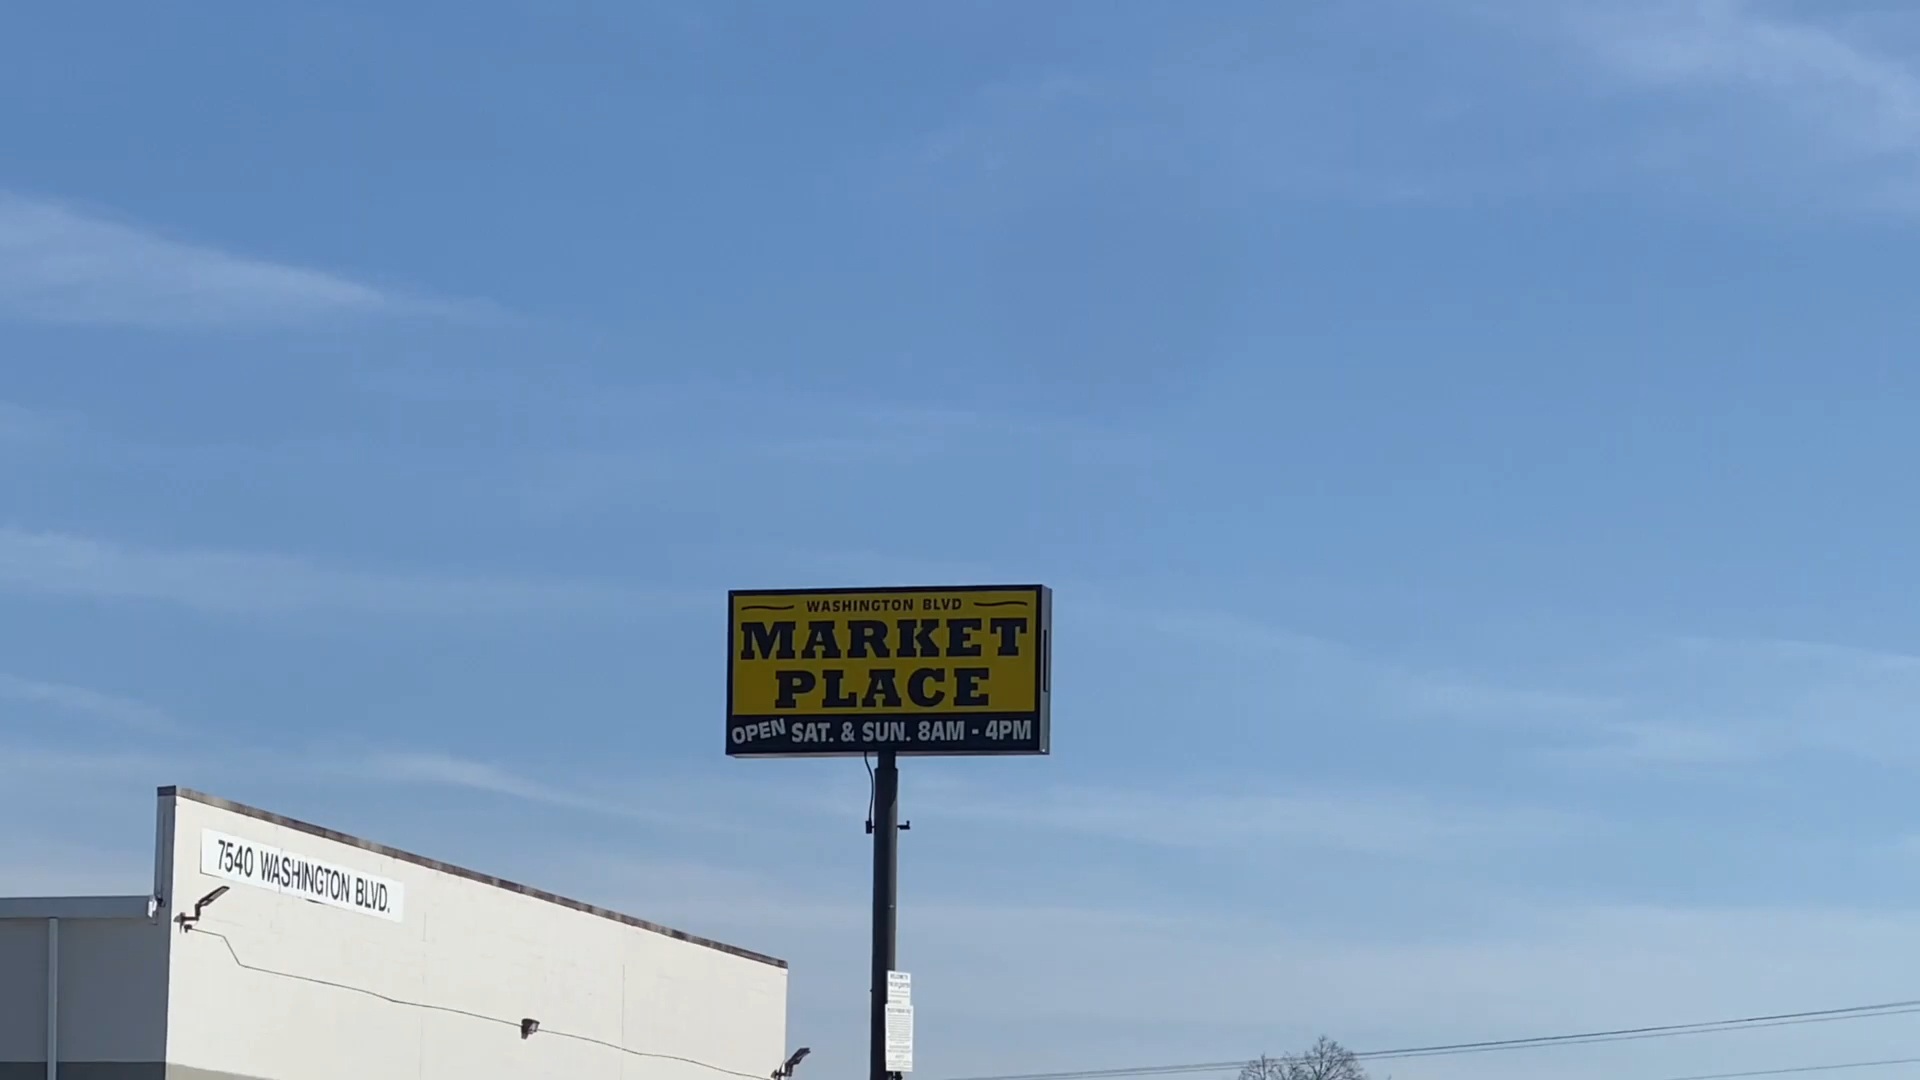 WASHINGTON BLVD
MARKET
PLACE
OPEN SAT. & SUN. 8AM - 4PM
7540 WASHINGTON BLVD.